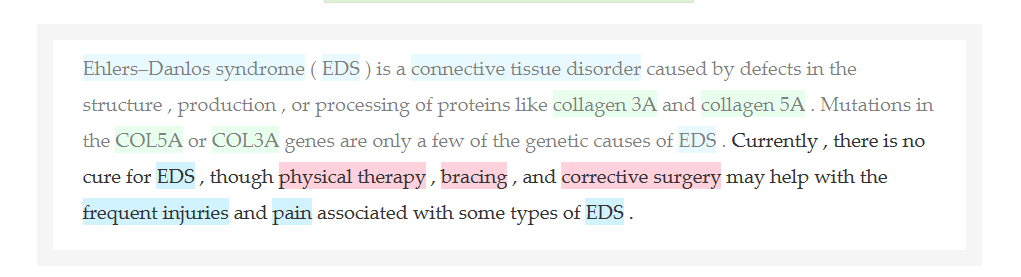 Ehlers–Danlos syndrome ( EDS ) is a connective tissue disorder caused by defects in the
structure , production , or processing of proteins like collagen 3A and collagen 5A . Mutations in
the COL5A or COL3A genes are only a few of the genetic causes of EDS . Currently , there is no
cure for EDS , though physical therapy , bracing , and corrective surgery may help with the
frequent injuries and pain associated with some types of EDS .